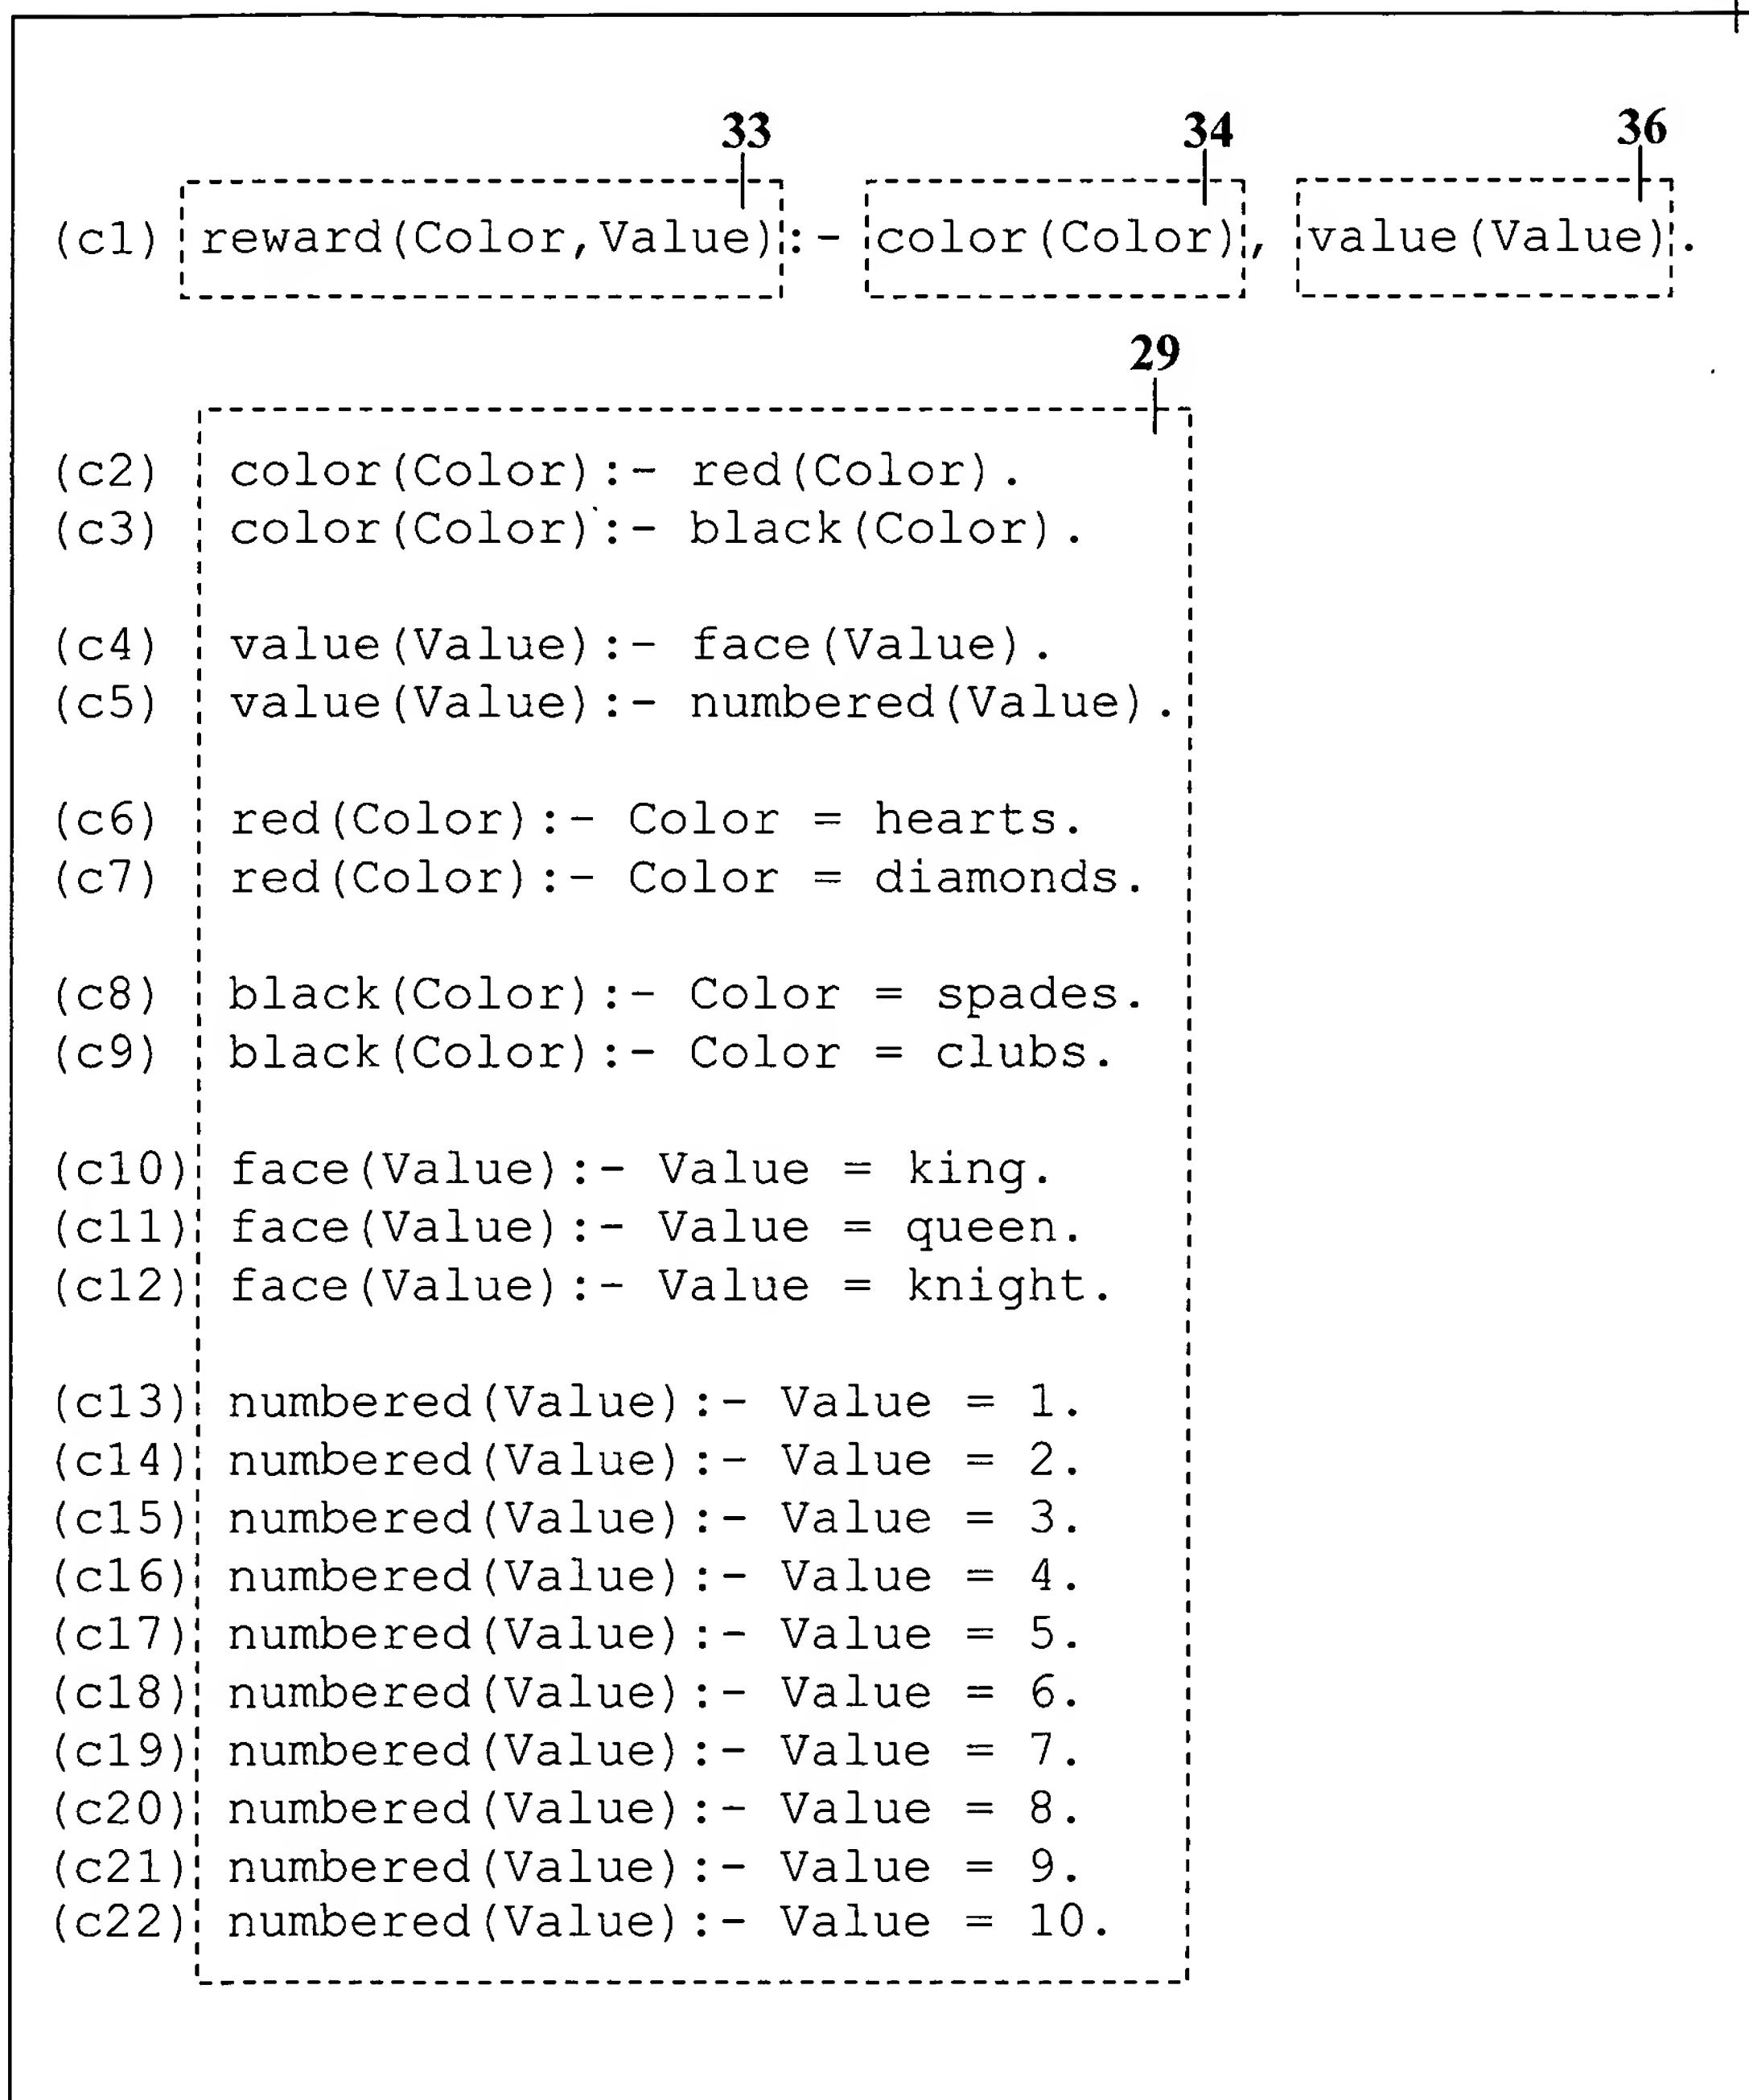 33 34 36
(c1) reward(Color,Value):- color(Color), value(Value).
29
(c2) color(Color):- red(Color).
(c3) color(Color):- black(Color).
(c4) value(Value):- face(Value).
(c5) value(Value):- numbered(Value).
(c6) red(Color):- Color = hearts.
(c7) red(Color):- Color = diamonds.
(c8) black(Color):- Color = spades.
(c9) black(Color):- Color = clubs.
(c10) face(Value):- Value = king.
(c11) face(Value):- Value = queen.
(c12) face(Value):- Value = knight.
(c13) numbered(Value):- Value = 1.
(c14) numbered(Value):- Value = 2.
(c15) numbered(Value):- Value = 3.
(c16) numbered(Value):- Value = 4.
(c17) numbered(Value):- Value = 5.
(c18) numbered(Value):- Value = 6.
(c19) numbered(Value):- Value = 7.
(c20) numbered(Value):- Value = 8.
(c21) numbered(Value):- Value = 9.
(c22) numbered(Value):- Value = 10.